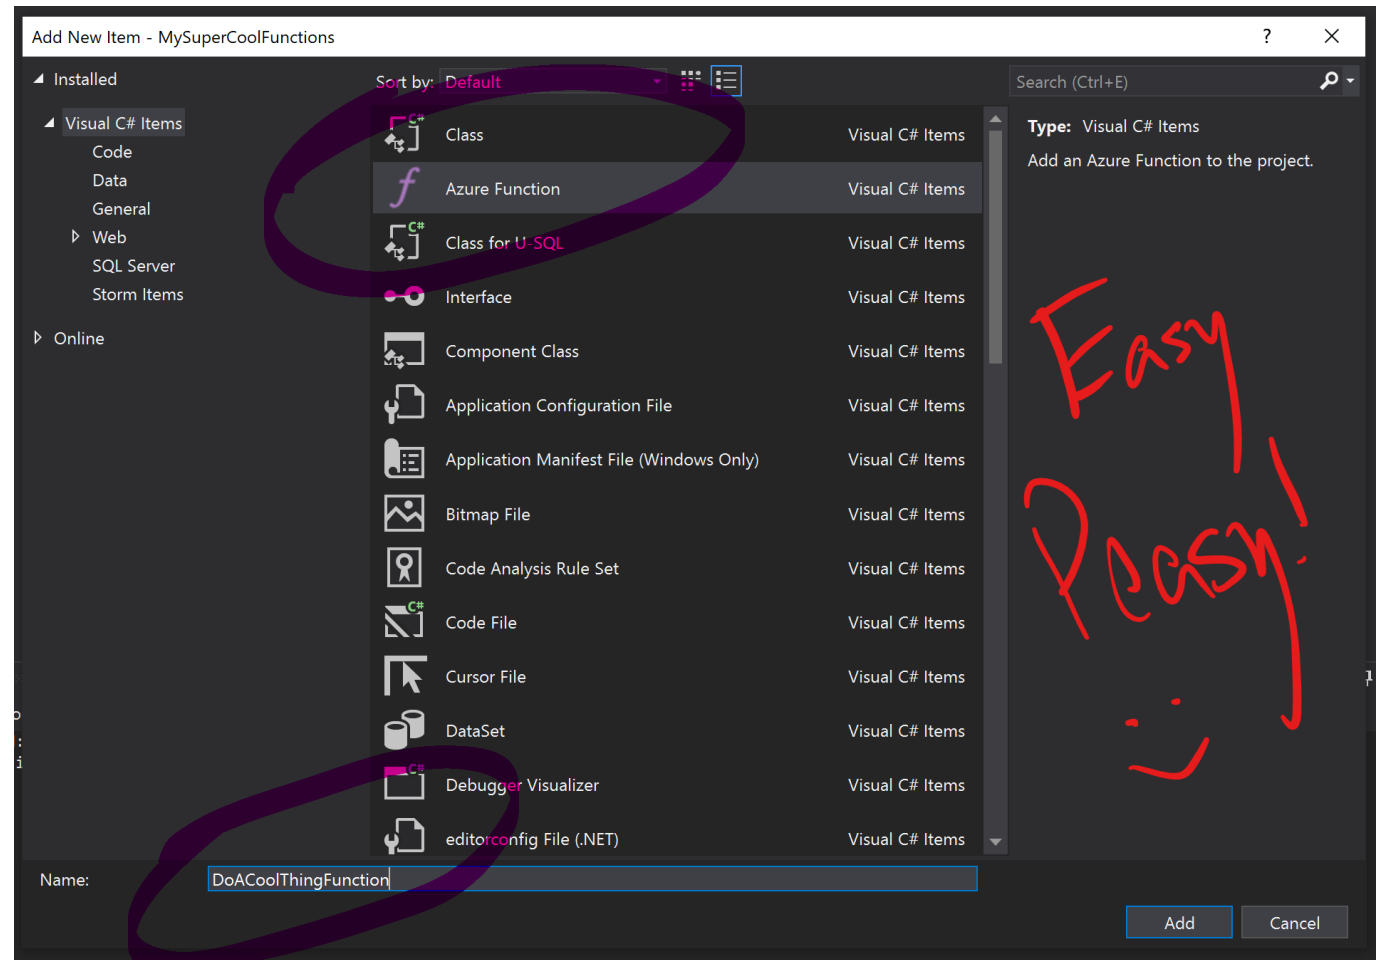 Add New Item - MySuperCoolFunctions
? ×
Installed
Sort by: Default
Search (Ctrl+E)
Visual C# Items
Code
Data
General
Web
SQL Server
Storm Items
Online
C# Class Visual C# Items
Azure Function Visual C# Items
C# Class for U-SQL Visual C# Items
Interface Visual C# Items
Component Class Visual C# Items
Application Configuration File Visual C# Items
Application Manifest File (Windows Only) Visual C# Items
Bitmap File Visual C# Items
Code Analysis Rule Set Visual C# Items
C# Code File Visual C# Items
Cursor File Visual C# Items
DataSet Visual C# Items
C# Debugger Visualizer Visual C# Items
editorconfig File (.NET) Visual C# Items
Type: Visual C# Items
Add an Azure Function to the project.
Easy
Peasy!
:)
Name: DoACoolThingFunction
Add Cancel